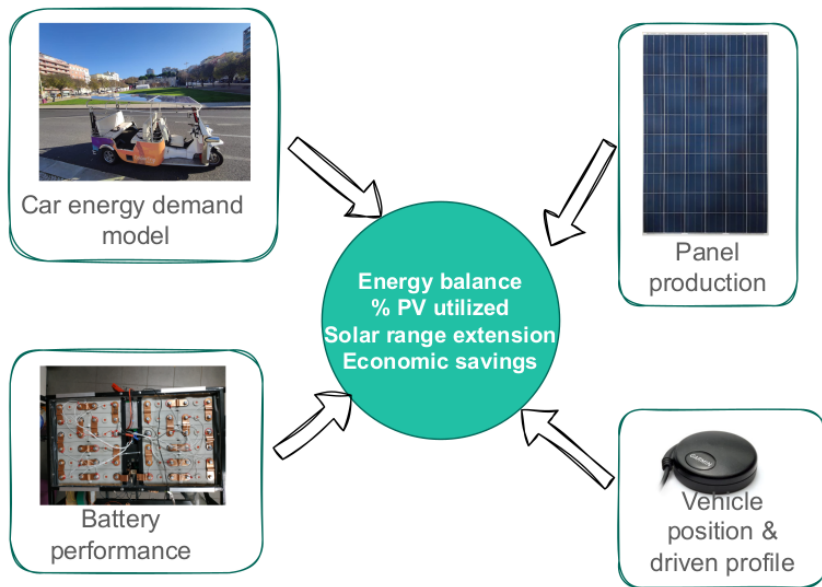 Car energy demand
model
Panel
production
Energy balance
% PV utilized
Solar range extension
Economic savings
Battery
performance
GARMIN
Vehicle
position &
driven profile